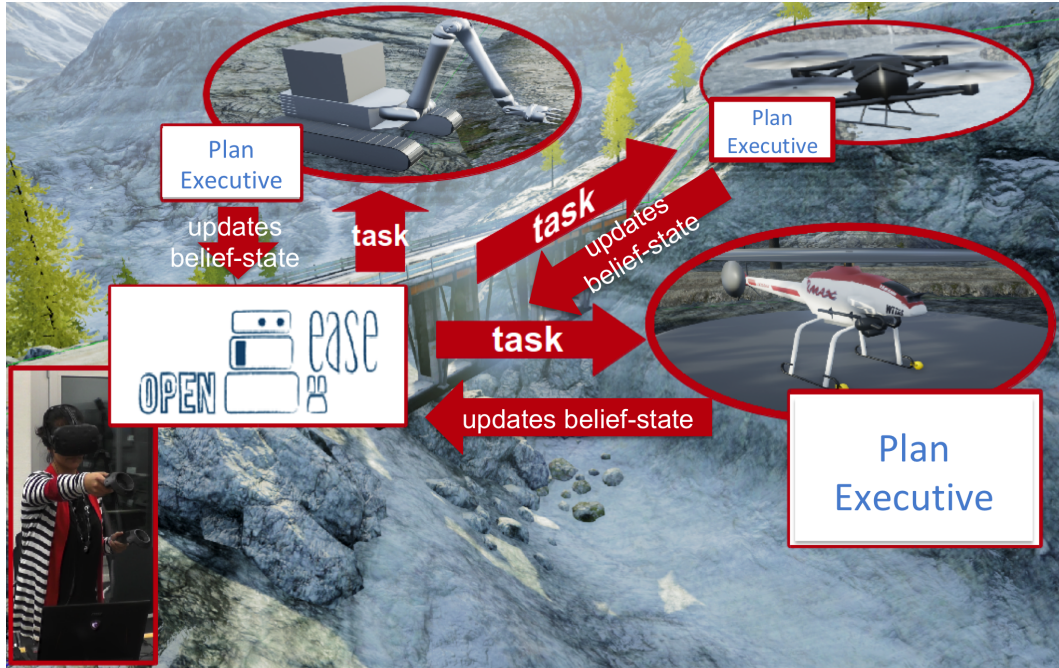 Plan
Executive
Plan
Executive
updates
belief-state
task
task
updates
belief-state
OPEN
ease
task
updates belief-state
Plan
Executive